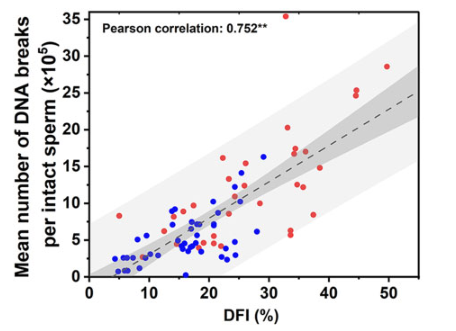 Pearson correlation: 0.752**
Mean number of DNA breaks
per intact sperm (×10⁵)
35
30
25
20
15
10
5
0
0 10 20 30 40 50
DFI (%)